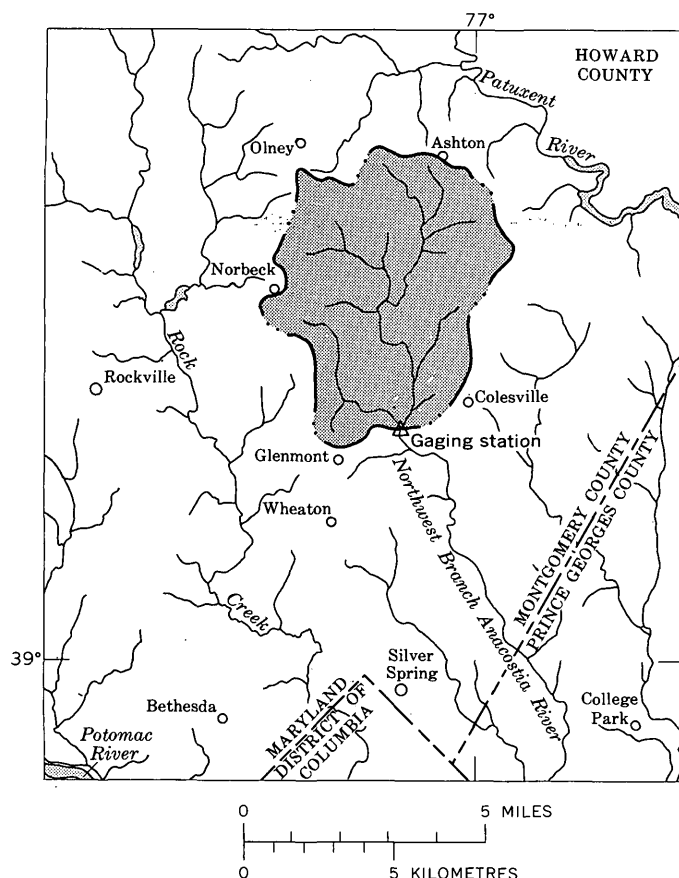 77°
HOWARD
COUNTY
Patuxent
River
Olney
Ashton
Norbeck
Rock
Rockville
Colesville
Gaging station
Glenmont
Wheaton
Northwest Branch Anacostia River
MONTGOMERY COUNTY
PRINCE GEORGES COUNTY
Creek
39°
Silver
Spring
MARYLAND
DISTRICT OF
COLUMBIA
Bethesda
College
Park
Potomac
River
0 5 MILES
0 5 KILOMETRES